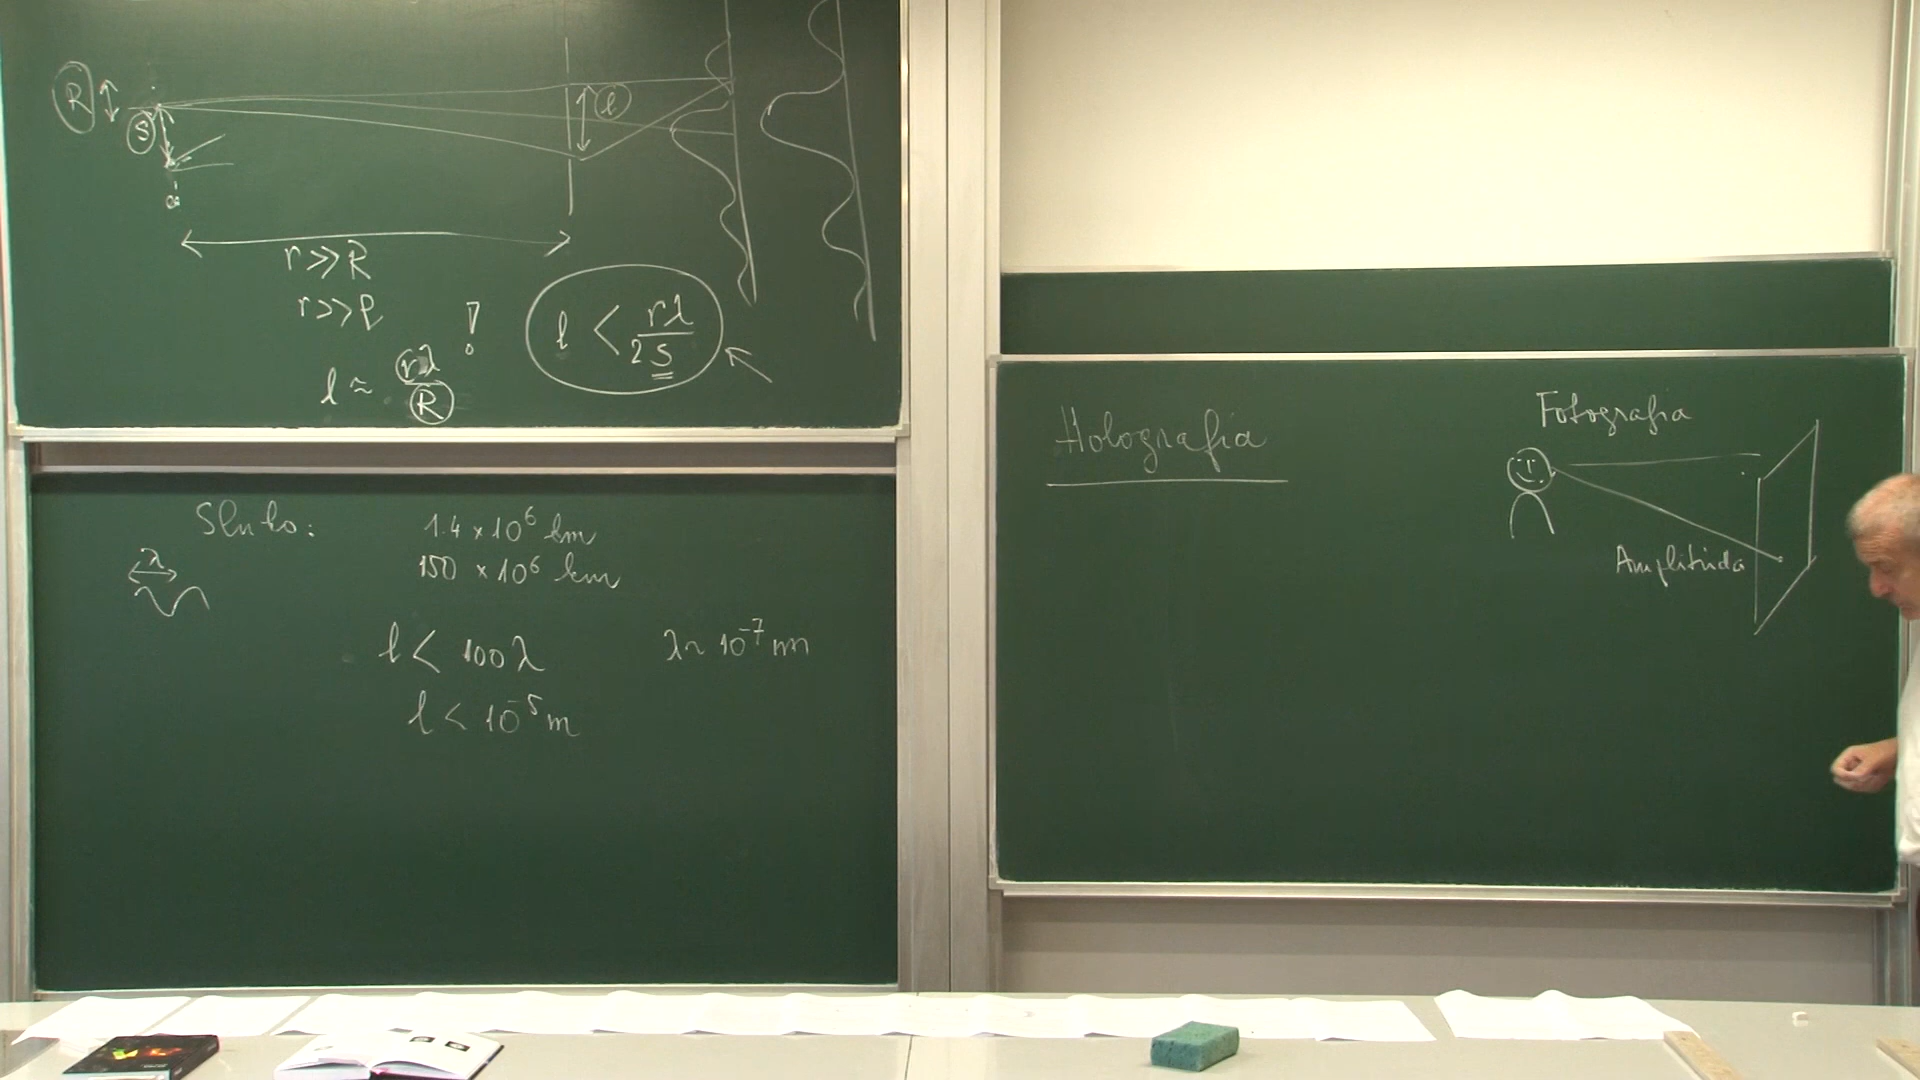 R
S
l
r >> R
r >> l
l ≈ rλ / R
!
l < rλ / 2S
Slnko:
1.4 × 10⁶ km
150 × 10⁶ km
λ
l < 100λ
λ ~ 10⁻⁷ m
l < 10⁻⁵ m
Holografia
Fotografia
Amplitúda